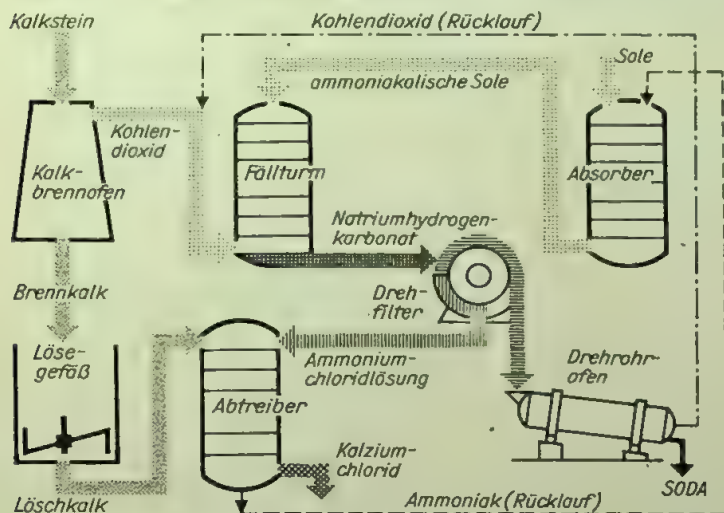 Kalkstein
Kohlendioxid (Rücklauf)
Sole
ammoniakalische Sole
Kohlen-
dioxid
Kalk-
brennofen
Fällturm
Absorber
Natriumhydrogen-
karbonat
Brennkalk
Dreh-
filter
Löse-
gefäß
Ammonium-
chloridlösung
Drehrohr-
ofen
Abtreiber
Kalzium-
chlorid
SODA
Löschkalk
Ammoniak (Rücklauf)